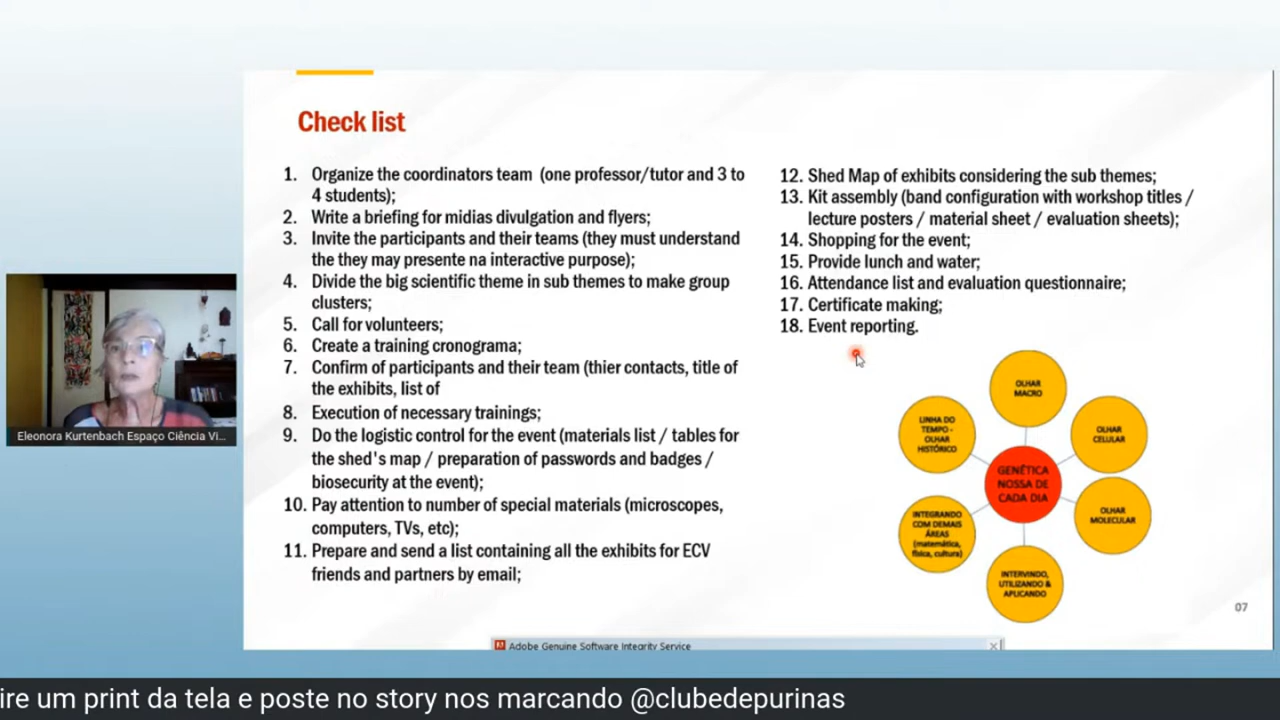 Check list
1. Organize the coordinators team (one professor/tutor and 3 to
4 students);
2. Write a briefing for midias divulgation and flyers;
3. Invite the participants and their teams (they must understand
the they may presente na interactive purpose);
4. Divide the big scientific theme in sub themes to make group
clusters;
5. Call for volunteers;
6. Create a training cronograma;
7. Confirm of participants and their team (thier contacts, title of
the exhibits, list of
8. Execution of necessary trainings;
9. Do the logistic control for the event (materials list / tables for
the shed's map / preparation of passwords and badges /
biosecurity at the event);
10. Pay attention to number of special materials (microscopes,
computers, TVs, etc);
11. Prepare and send a list containing all the exhibits for ECV
friends and partners by email;
12. Shed Map of exhibits considering the sub themes;
13. Kit assembly (band configuration with workshop titles /
lecture posters / material sheet / evaluation sheets);
14. Shopping for the event;
15. Provide lunch and water;
16. Attendance list and evaluation questionnaire;
17. Certificate making;
18. Event reporting.
OLHAR
MACRO
LINHA DO
TEMPO -
OLHAR
HISTÓRICO
OLHAR
CELULAR
GENÉTICA
NOSSA DE
CADA DIA
INTEGRANDO
COM DEMAIS
ÁREAS
(matemática,
física, cultura)
OLHAR
MOLECULAR
INTERVINDO,
UTILIZANDO &
APLICANDO
07
Eleonora Kurtenbach Espaço Ciência Vi...
Adobe Genuine Software Integrity Service
ire um print da tela e poste no story nos marcando @clubedepurinas